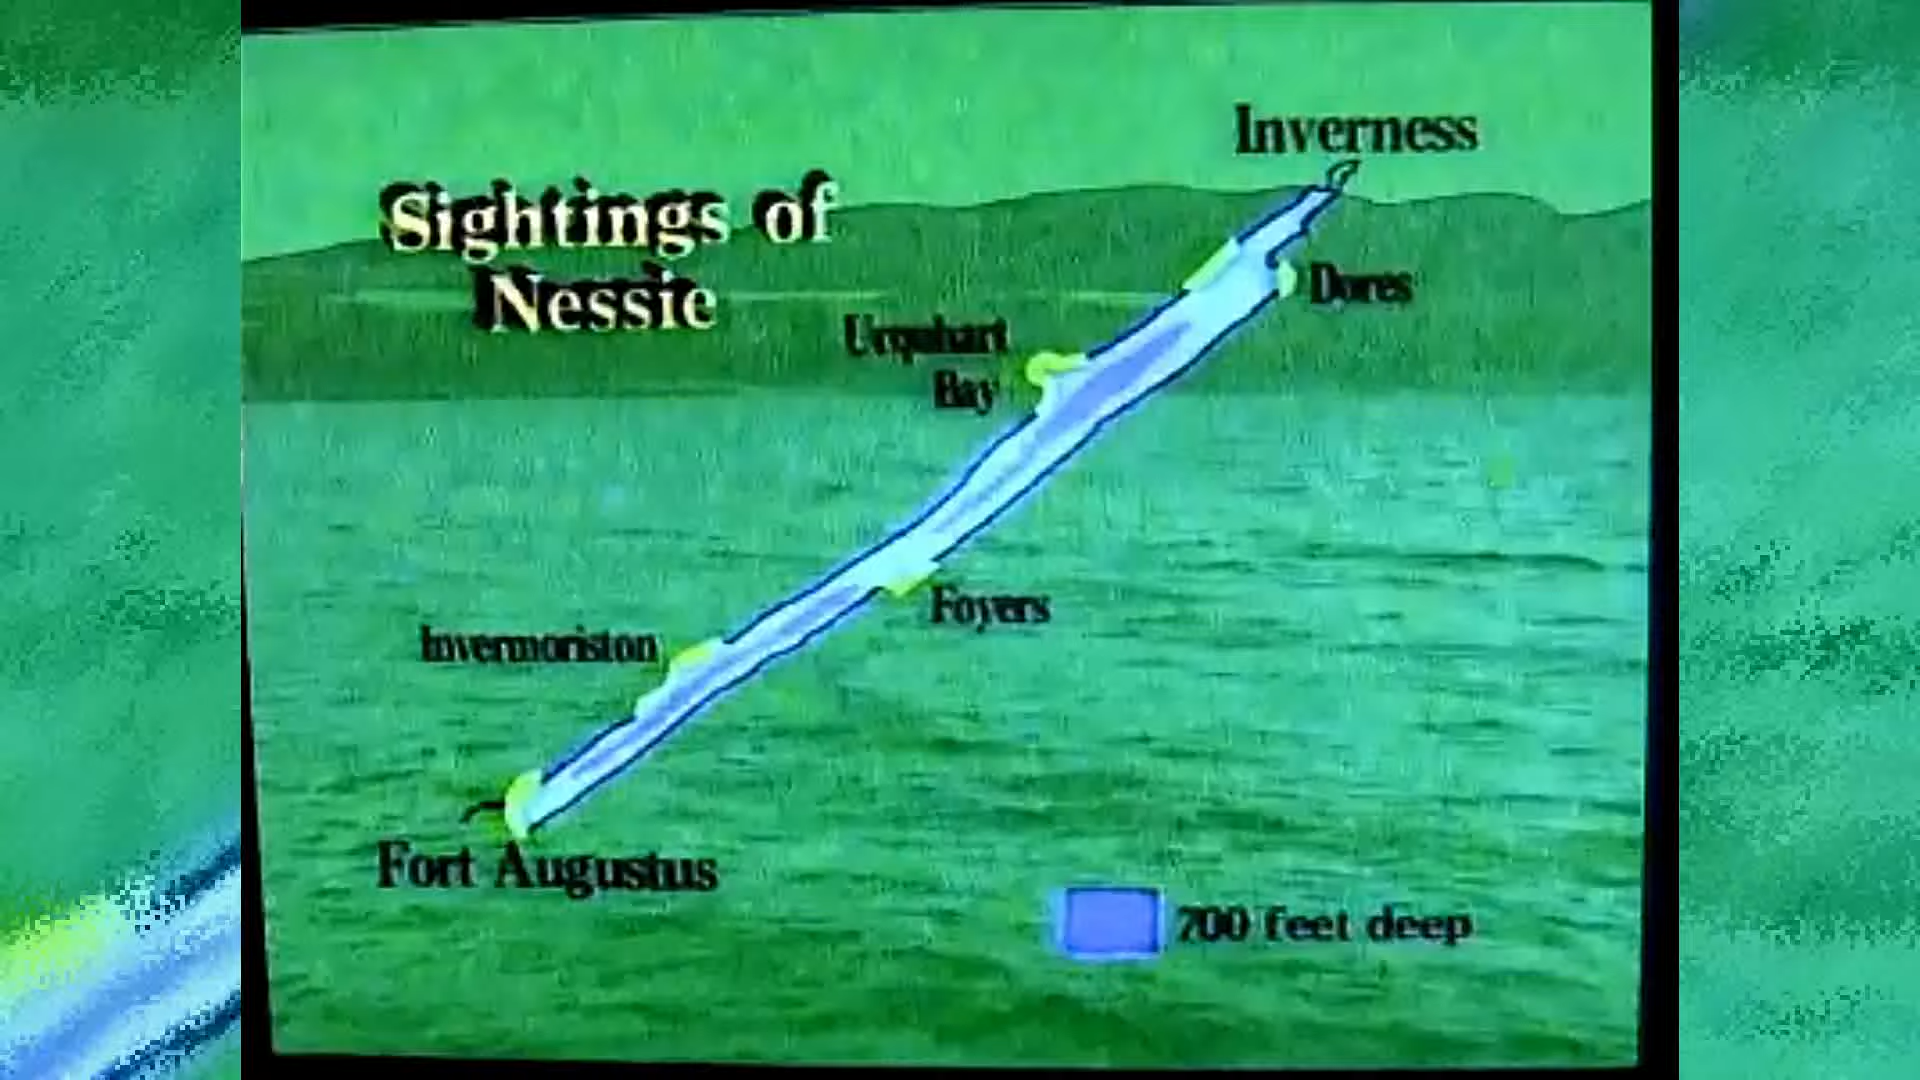 Inverness
Sightings of
Nessie
Dores
Urquhart
Bay
Foyers
Invermoriston
Fort Augustus
700 feet deep